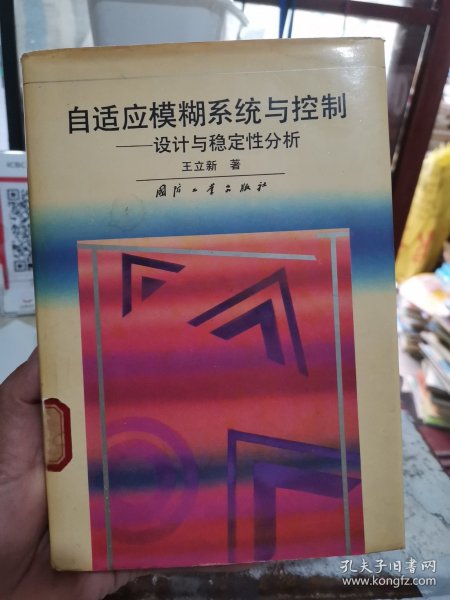 自适应模糊系统与控制
——设计与稳定性分析
王立新 著
国防工业出版社
ICBC
孔夫子旧书网
www.kongfz.com